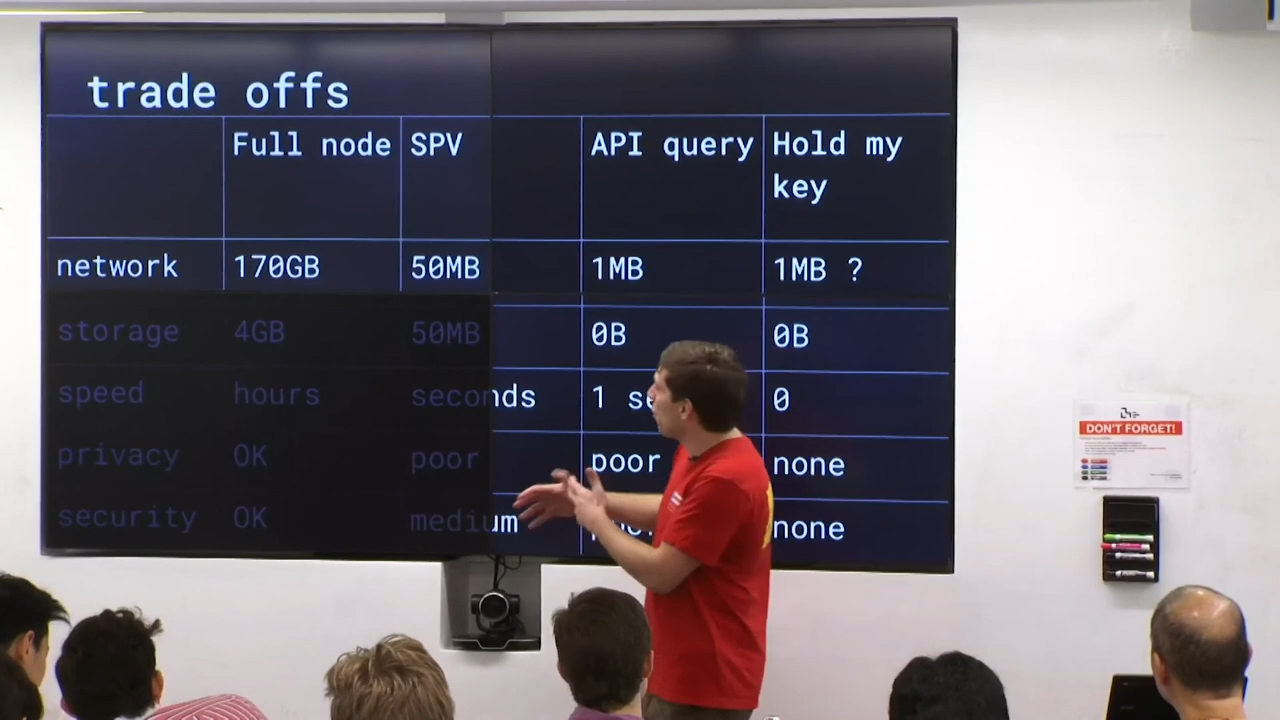 trade offs
Full node SPV API query Hold my
key
network 170GB 50MB 1MB 1MB ?
storage 4GB 50MB 0B 0B
speed hours seconds 1 0
privacy OK poor poor none
security OK medium none
DON'T FORGET!